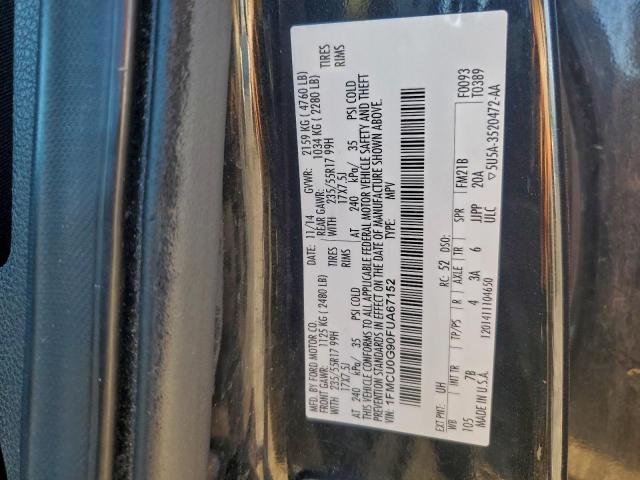 MFD. BY FORD MOTOR CO.
DATE: 11/14 GVWR: 2159 KG ( 4760 LB)
FRONT GAWR: 1125 KG ( 2480 LB) REAR GAWR: 1034 KG ( 2280 LB)
235/55R17 99H TIRES WITH 235/55R17 99H TIRES
17X7.5J RIMS 17X7.5J RIMS
AT 240 kPa/ 35 PSI COLD AT 240 kPa/ 35 PSI COLD
THIS VEHICLE CONFORMS TO ALL APPLICABLE FEDERAL MOTOR VEHICLE SAFETY AND THEFT
PREVENTION STANDARDS IN EFFECT ON THE DATE OF MANUFACTURE SHOWN ABOVE.
VIN: 1FMCU0G90FUA67152 TYPE: MPV
F0093
T0389
EXT PNT: UH RC: 52 DSO:
WB INT TR TP/PS R AXLE TR SPR FM21B
105 7B 4 3A 6 UPP 20A
MADE IN U.S.A. 120141104650 ULC 5U5A-3520472-AA